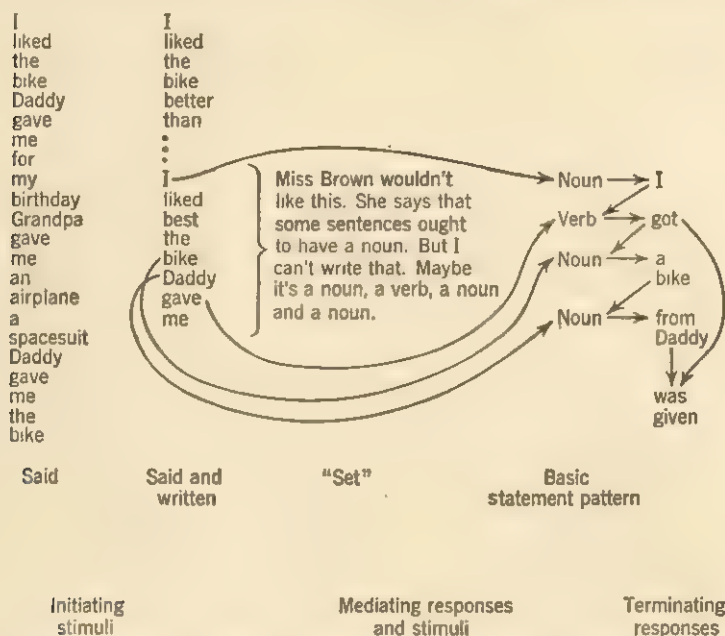 I
liked
the
bike
Daddy
gave
me
for
my
birthday
Grandpa
gave
me
an
airplane
a
spacesuit
Daddy
gave
me
the
bike
Said
I
liked
the
bike
better
than
I
liked
best
the
bike
Daddy
gave
me
Said and
written
Miss Brown wouldn't
like this. She says that
some sentences ought
to have a noun. But I
can't write that. Maybe
it's a noun, a verb, a noun
and a noun.
"Set"
Noun
Verb
Noun
Noun
I
got
a
bike
from
Daddy
was
given
Basic
statement pattern
Initiating
stimuli
Mediating responses
and stimuli
Terminating
responses